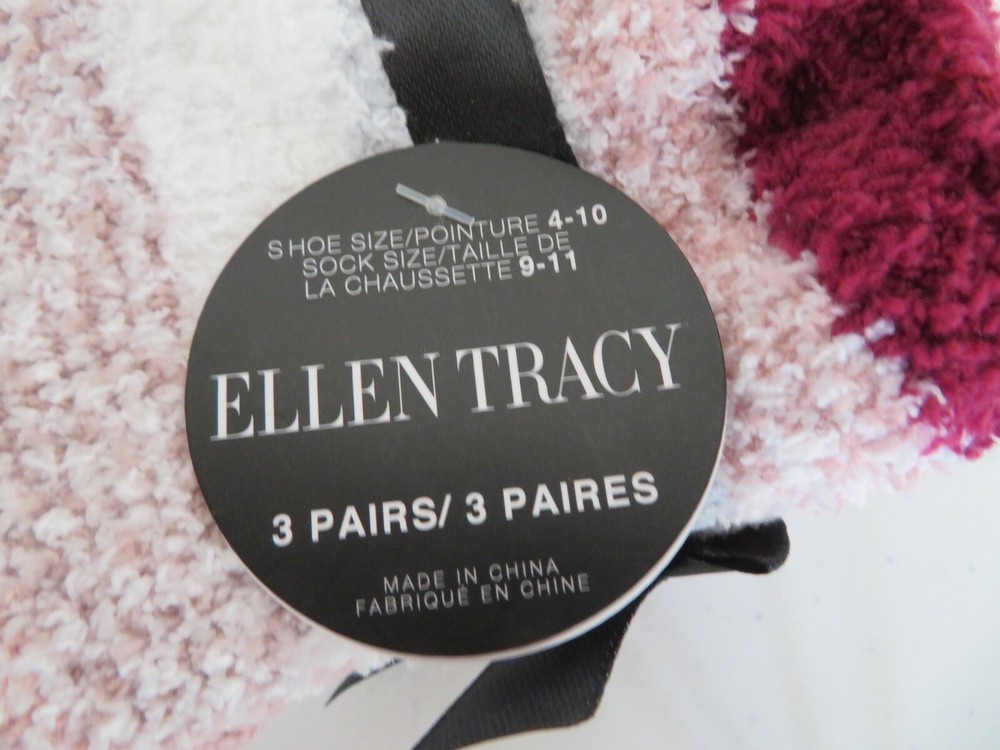 SHOE SIZE/POINTURE 4-10
SOCK SIZE/TAILLE DE
LA CHAUSSETTE 9-11
ELLEN TRACY
3 PAIRS/ 3 PAIRES
MADE IN CHINA
FABRIQUÉ EN CHINE